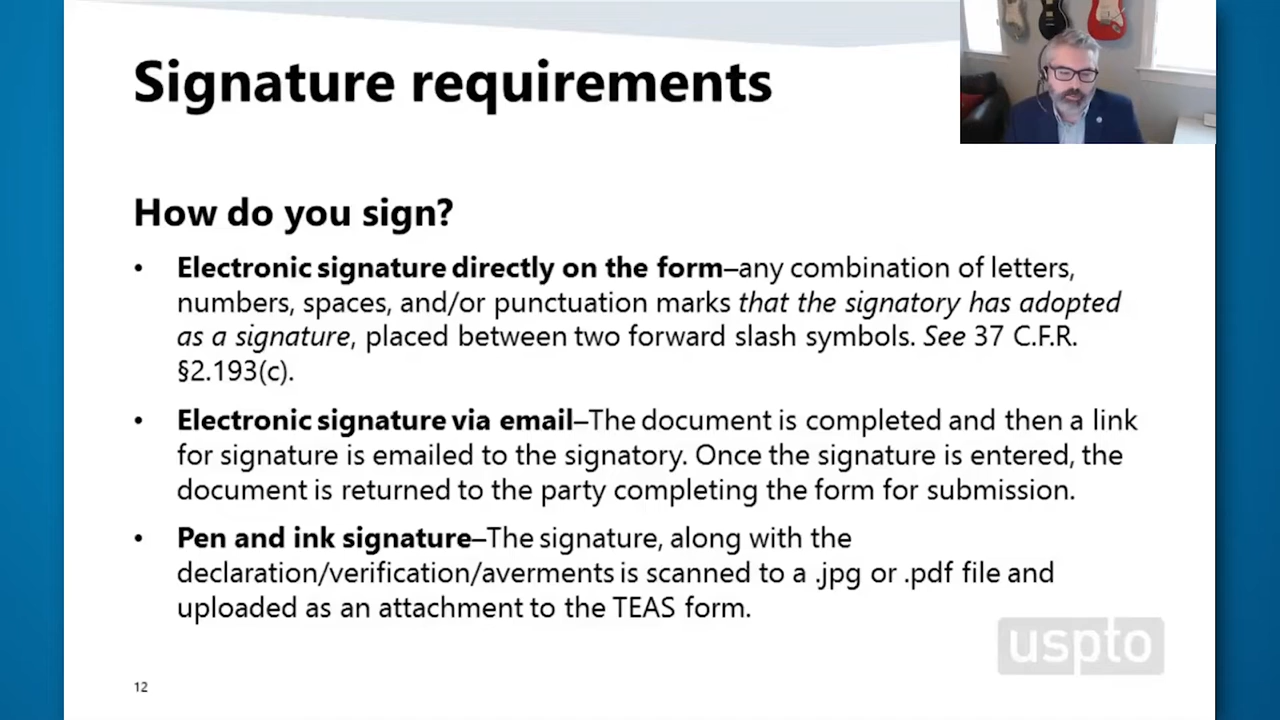 Signature requirements
How do you sign?
• Electronic signature directly on the form–any combination of letters,
numbers, spaces, and/or punctuation marks that the signatory has adopted
as a signature, placed between two forward slash symbols. See 37 C.F.R.
§2.193(c).
• Electronic signature via email–The document is completed and then a link
for signature is emailed to the signatory. Once the signature is entered, the
document is returned to the party completing the form for submission.
• Pen and ink signature–The signature, along with the
declaration/verification/averments is scanned to a .jpg or .pdf file and
uploaded as an attachment to the TEAS form.
uspto
12